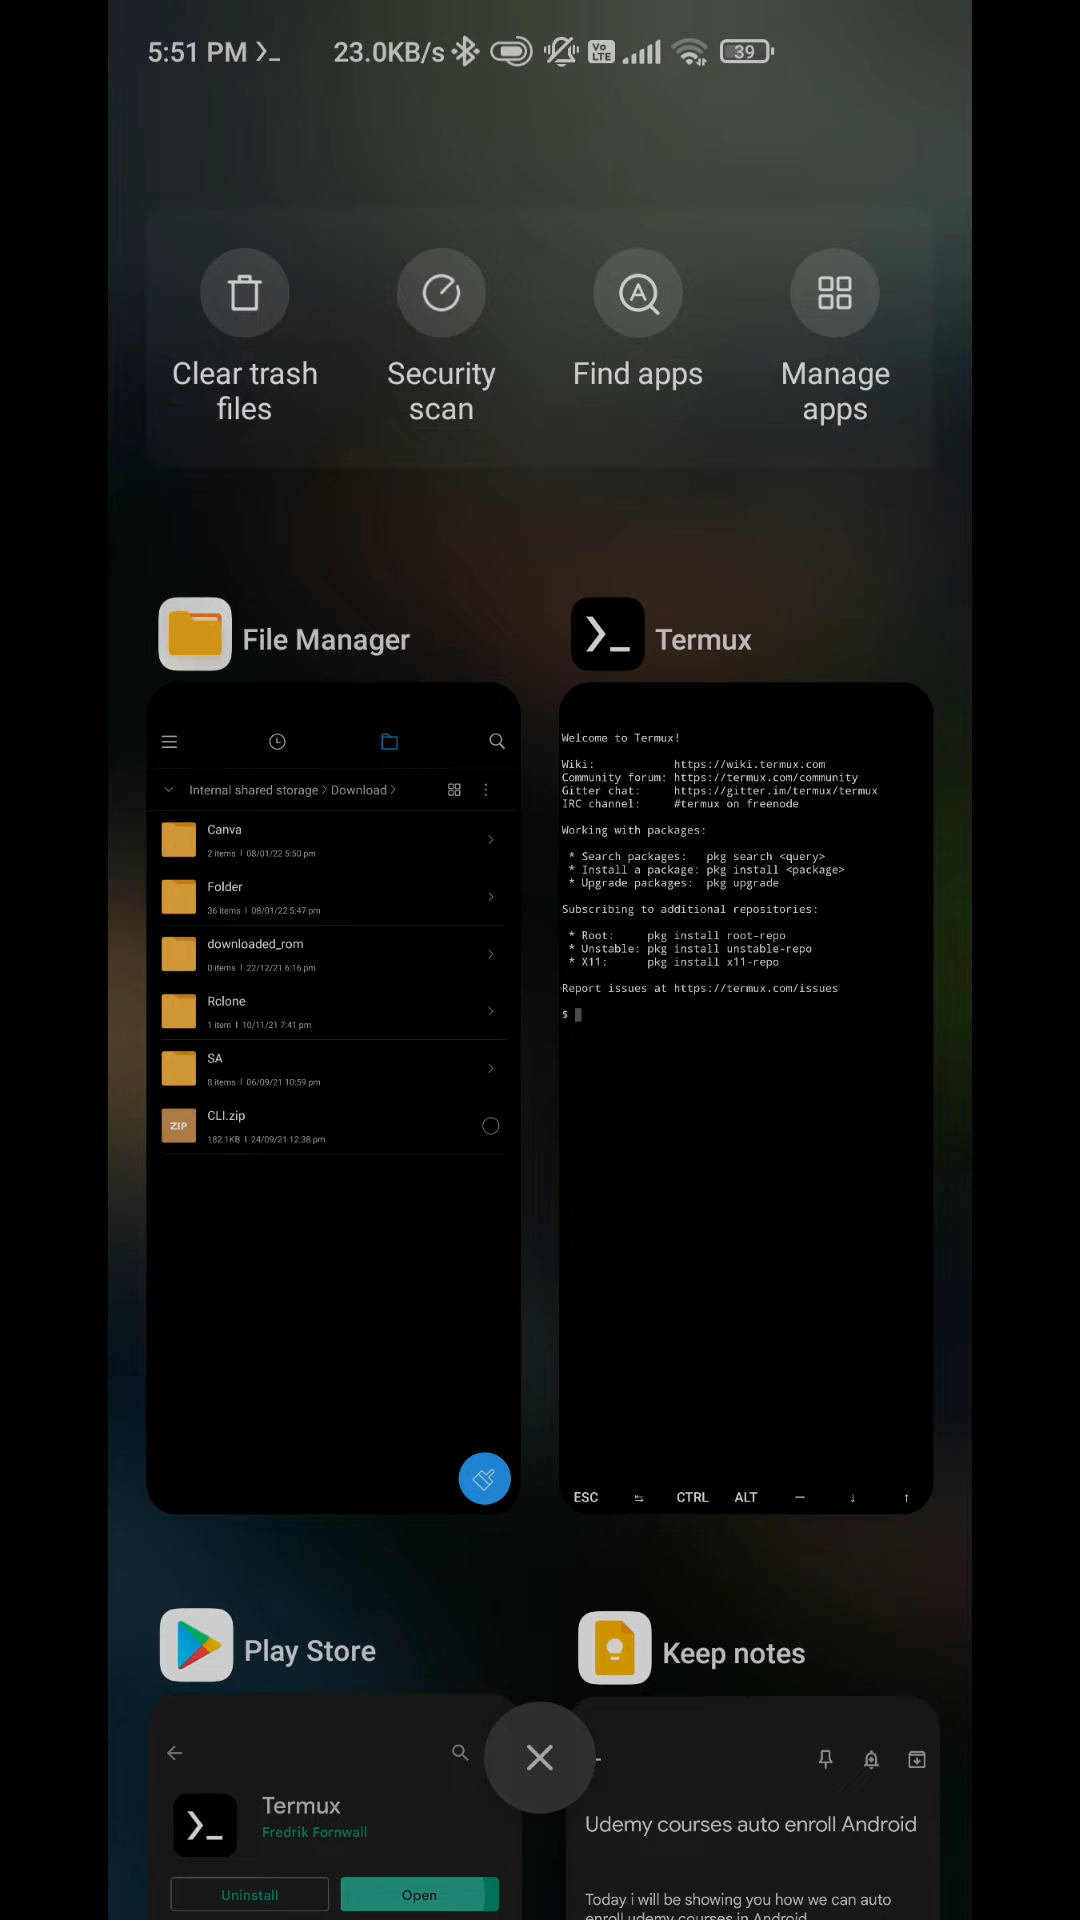 5:51 PM
23.0KB/s
Vo
LTE
39
Clear trash
files
Security
scan
Find apps
Manage
apps
File Manager
Internal shared storage
Download
Canva
2 items | 08/01/22 5:50 pm
Folder
36 items | 08/01/22 5:47 pm
downloaded_rom
0 items | 22/12/21 6:16 pm
Rclone
1 item | 10/11/21 7:41 pm
SA
8 items | 06/09/21 10:59 pm
ZIP
CLI.zip
182.1KB | 24/09/21 12:38 pm
Termux
Welcome to Termux!
Wiki: https://wiki.termux.com
Community forum: https://termux.com/community
Gitter chat: https://gitter.im/termux/termux
IRC channel: #termux on freenode
Working with packages:
* Search packages: pkg search <query>
* Install a package: pkg install <package>
* Upgrade packages: pkg upgrade
Subscribing to additional repositories:
* Root: pkg install root-repo
* Unstable: pkg install unstable-repo
* X11: pkg install x11-repo
Report issues at https://termux.com/issues
$
ESC
CTRL
ALT
Play Store
Termux
Fredrik Fornwall
Uninstall
Open
Keep notes
Udemy courses auto enroll Android
Today i will be showing you how we can auto
enroll udemy courses in Android